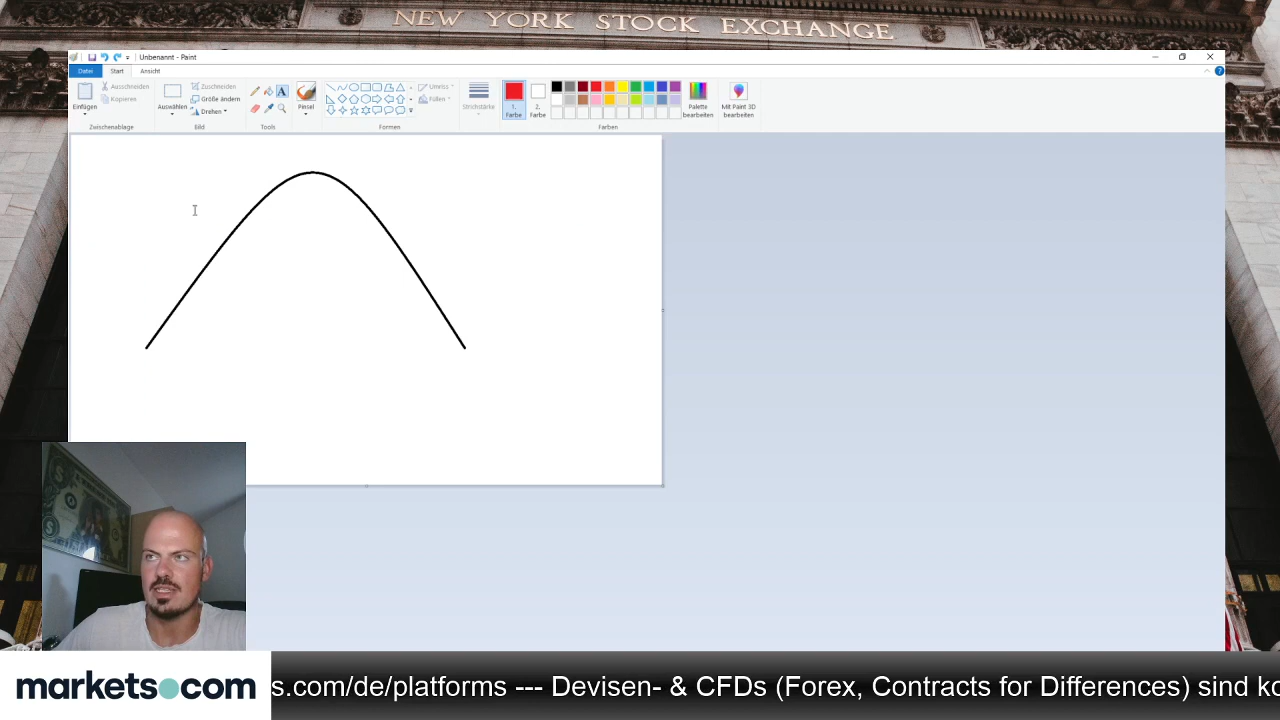 NEW YORK STOCK EXCHANGE
Unbenannt - Paint
Datei
Start
Ansicht
Einfügen
Ausschneiden
Kopieren
Zwischenablage
Auswählen
Zuschneiden
Größe ändern
Drehen
Bild
Tools
Pinsel
Formen
Umriss
Füllen
Strichstärke
1. Farbe
2. Farbe
Palette bearbeiten
Mit Paint 3D bearbeiten
Farben
markets.com
s.com/de/platforms --- Devisen- & CFDs (Forex, Contracts for Differences) sind ko